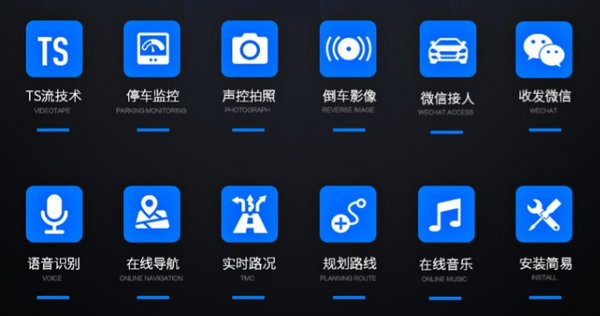 TS
TS流技术
VIDEOTAPE
停车监控
PARKING MONITORING
声控拍照
PHOTOGRAPH
倒车影像
REVERSE IMAGE
微信接人
WECHAT ACCESS
收发微信
WECHAT
语音识别
VOICE
在线导航
ONLINE NAVIGATION
实时路况
TMC
规划路线
PLANNING ROUTE
在线音乐
ONLINE MUSIC
安装简易
INSTALL